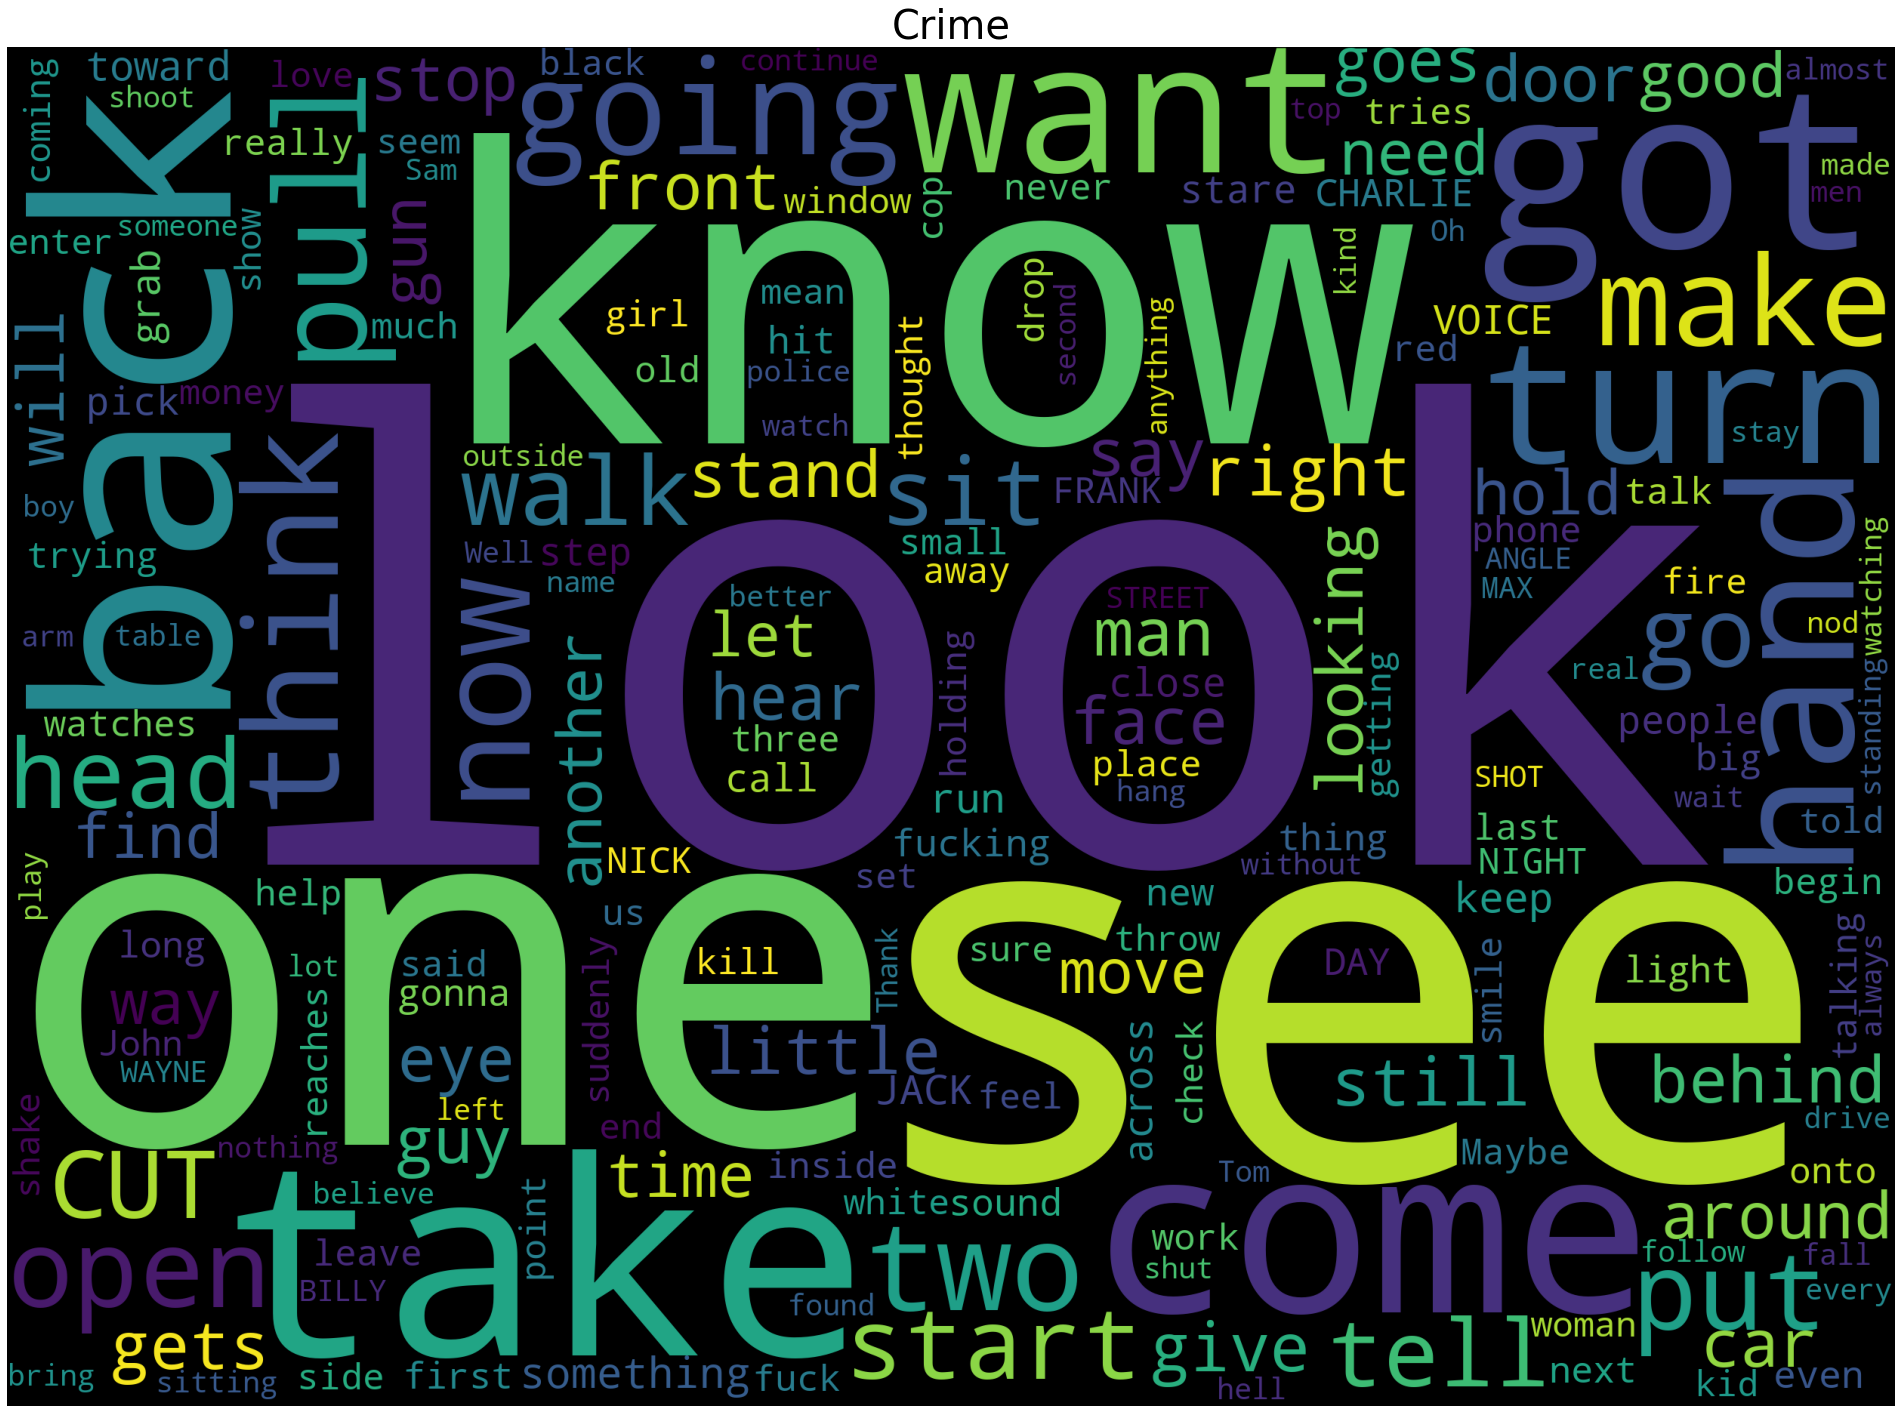 Crime
coming
toward
shoot
love
stop
black
continue
going
want
top
goes
tries
door
good
almost
back
pull
really
seem
Sam
know
front
window
cop
never
stare
need
CHARLIE
Oh
got
made
men
enter
someone
grab
show
gun
much
girl
mean
hit
old
police
watch
thought
drop
second
anything
kind
red
VOICE
make
will
pick
money
think
outside
walk
stand
sit
say
FRANK
right
turn
stay
hold
talk
boy
trying
look
Well
step
name
now
small
away
looking
phone
ANGLE
MAX
fire
hand
watching
arm
table
another
better
let
hear
three
call
holding
STREET
man
close
face
place
hang
getting
go
nod
real
people
big
standing
watches
head
find
SHOT
wait
told
run
fucking
thing
without
last
NIGHT
NICK
set
play
help
one
us
see
new
keep
begin
long
way
John
WAYNE
lot
reaches
said
gonna
eye
left
guy
kill
suddenly
Thank
sure
throw
move
DAY
light
smile
talking
always
little
JACK
feel
across
check
still
behind
drive
shake
nothing
end
CUT
believe
time
inside
point
white
sound
Tom
Maybe
onto
come
around
open
take
leave
BILLY
two
found
work
shut
follow
fall
every
put
gets
start
give
tell
woman
car
bring
sitting
side
first
something
fuck
hell
next
kid
even